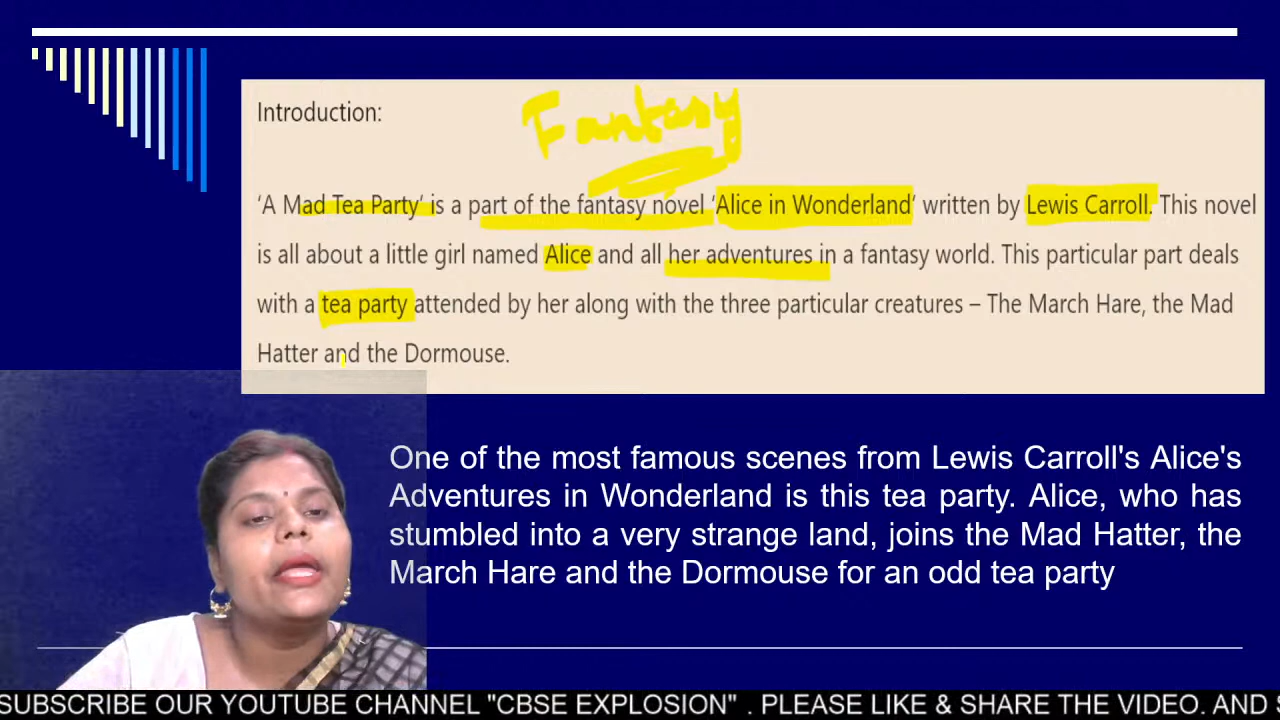 Introduction:
Fantasy
‘A Mad Tea Party’ is a part of the fantasy novel ‘Alice in Wonderland’ written by Lewis Carroll. This novel
is all about a little girl named Alice and all her adventures in a fantasy world. This particular part deals
with a tea party attended by her along with the three particular creatures – The March Hare, the Mad
Hatter and the Dormouse.
One of the most famous scenes from Lewis Carroll's Alice's
Adventures in Wonderland is this tea party. Alice, who has
stumbled into a very strange land, joins the Mad Hatter, the
March Hare and the Dormouse for an odd tea party
SUBSCRIBE OUR YOUTUBE CHANNEL "CBSE EXPLOSION" . PLEASE LIKE & SHARE THE VIDEO. AND